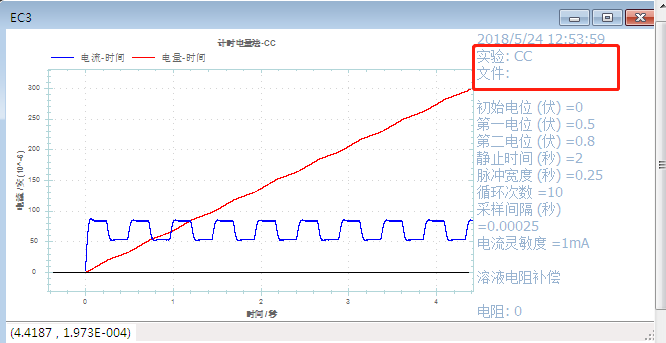 EC3
计时电量法-CC
电流-时间
电量-时间
300
250
200
150
100
50
0
电流/安(10^-6)
0
1
2
3
4
时间/秒
2018/5/24 12:53:59
实验: CC
文件:
初始电位 (伏) =0
第一电位 (伏) =0.5
第二电位 (伏) =0.8
静止时间 (秒) =2
脉冲宽度 (秒) =0.25
循环次数 =10
采样间隔 (秒)
=0.00025
电流灵敏度 =1mA
溶液电阻补偿
电阻: 0
(4.4187 , 1.973E-004)